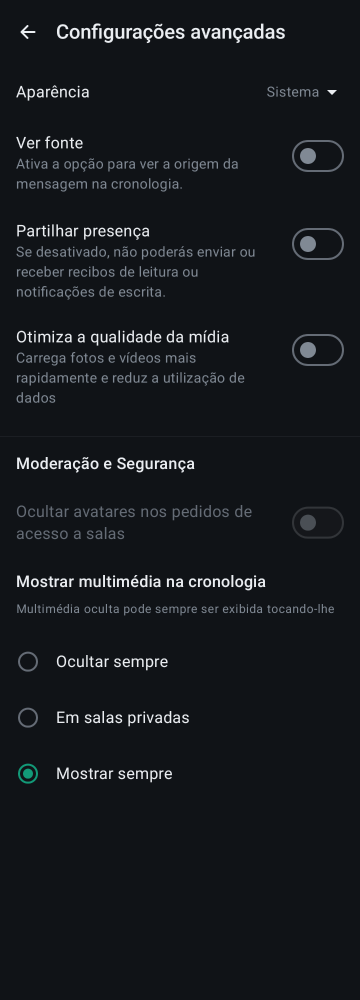 Configurações avançadas
Aparência
Sistema
Ver fonte
Ativa a opção para ver a origem da
mensagem na cronologia.
Partilhar presença
Se desativado, não poderás enviar ou
receber recibos de leitura ou
notificações de escrita.
Otimiza a qualidade da mídia
Carrega fotos e vídeos mais
rapidamente e reduz a utilização de
dados
Moderação e Segurança
Ocultar avatares nos pedidos de
acesso a salas
Mostrar multimédia na cronologia
Multimédia oculta pode sempre ser exibida tocando-lhe
Ocultar sempre
Em salas privadas
Mostrar sempre